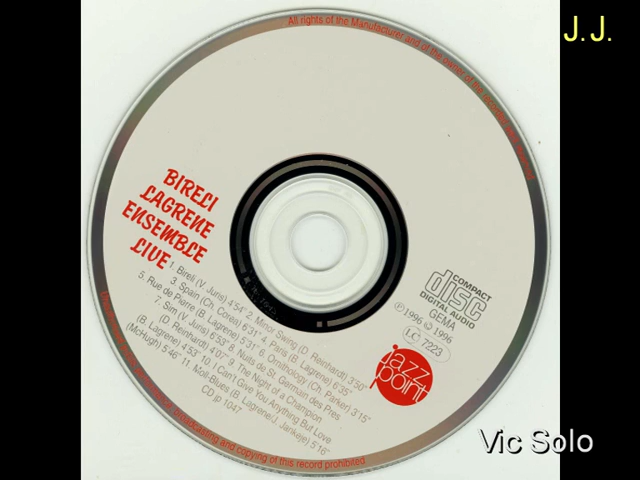 J.J.
All rights of the Manufacturer and of the owner of the recorded work reserved
BIRELI
LAGRENE
ENSEMBLE
LIVE
1. Bireli (V. Juris) 4'54" 2. Minor Swing (D. Reinhardt) 3'50"
3. Spain (Ch. Corea) 6'37" 4. Peris (B. Lagrene) 6'35"
5. Rue de Pierre (B. Lagrene) 5'31" 6. Ornithology (Ch. Parker) 3'15"
7. Sim (V. Juris) 6'53" 8. Nuits de St. Germain des Pres
(D. Reinhardt) 4'07" 9. The Night of a Champion
(B. Lagrene) 4'53" 10. I Can't Give You Anything But Love
(McHugh) 5'46" 11. Moll-Blues (B. Lagrene/J. Jankeje) 5'16"
CD jp 1047
COMPACT
disc
DIGITAL AUDIO
GEMA
℗ 1996 © 1996
LC 7223
jazz
point
broadcasting and copying of this record prohibited
Vic Solo